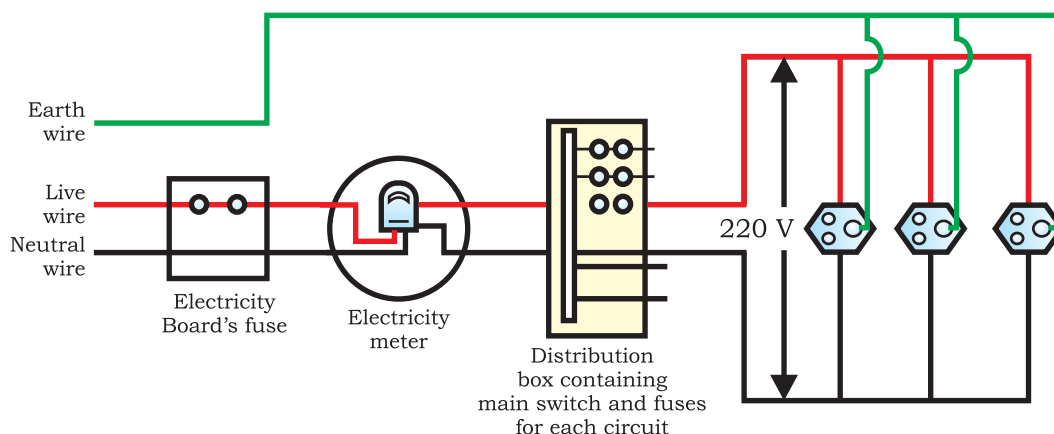 Earth
wire
Live
wire
Neutral
wire
Electricity
Board's fuse
Electricity
meter
Distribution
box containing
main switch and fuses
for each circuit
220 V